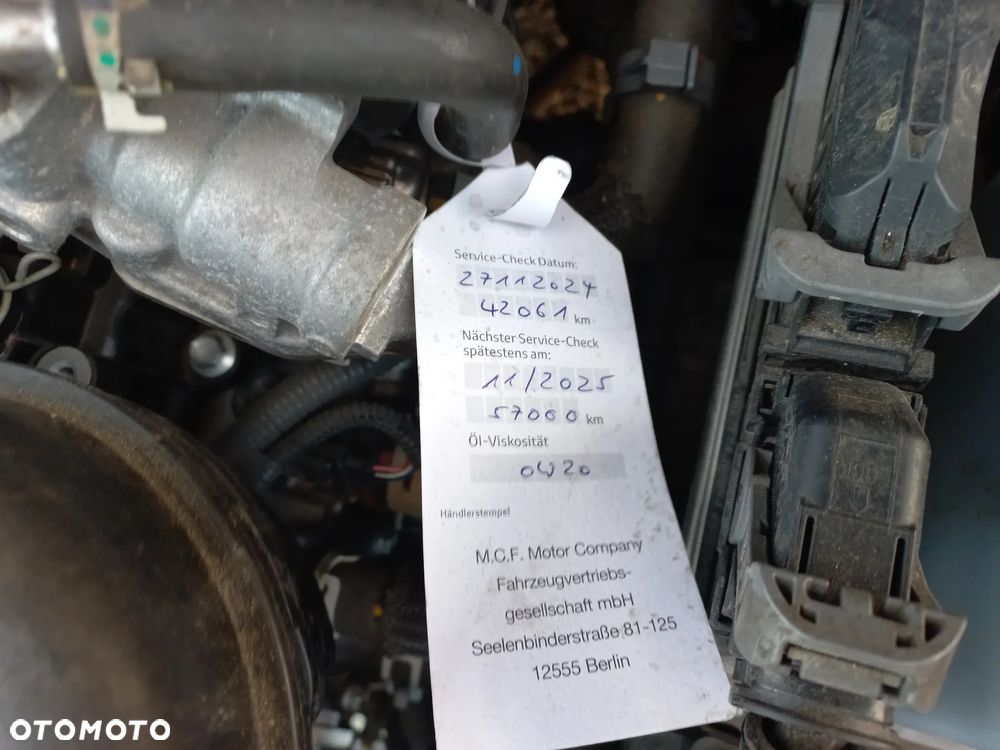 Service-Check Datum:
27112024
42061 km
Nächster Service-Check
spätestens am:
11/2025
57000 km
Öl-Viskosität
0W20
Händlerstempel
M.C.F. Motor Company
Fahrzeugvertriebs-
gesellschaft mbH
Seelenbinderstraße 81-125
12555 Berlin
OTOMOTO